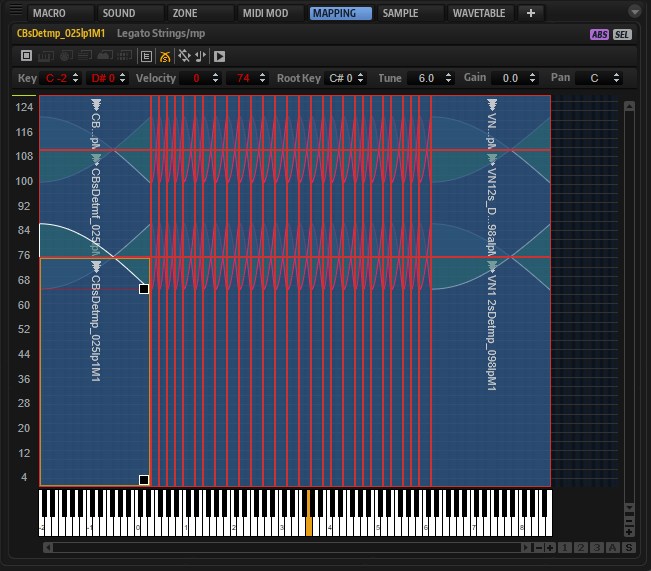 MACRO SOUND ZONE MIDI MOD MAPPING SAMPLE WAVETABLE +
CBsDetmp_025lp1M1 Legato Strings/mp ABS SEL
E S
Key C -2 D# 0 Velocity 0 74 Root Key C# 0 Tune 6.0 Gain 0.0 Pan C
124
116
108
100
92
84
76
68
60
52
44
36
28
20
12
4
CB ..pM
CBsDetmf_025lp
CBsDetmp_025lp1M1
VN ..pM
VN12s_D...98alpM
VN1 2sDetmp_098lpM1
-2 -1 0 1 2 3 4 5 6 7 8
1 2 3 A S